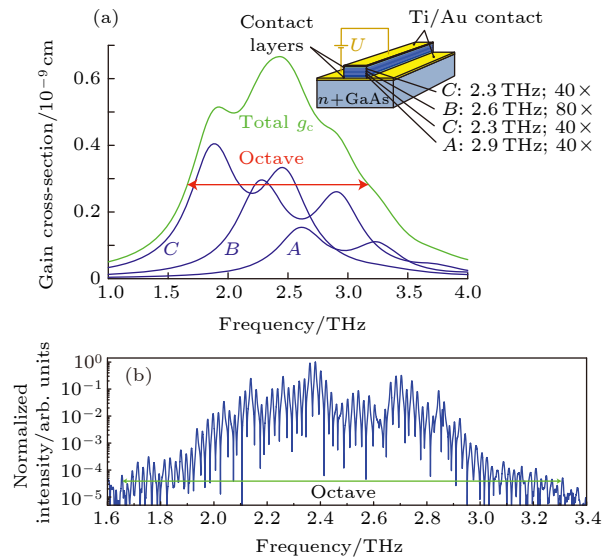 (a)
Contact
layers
Ti/Au contact
U
n+GaAs
C: 2.3 THz; 40×
B: 2.6 THz; 80×
C: 2.3 THz; 40×
A: 2.9 THz; 40×
Total gc
Octave
C
B
A
0.6
0.4
0.2
0
Gain cross-section/10⁻⁹ cm
1.0 1.5 2.0 2.5 3.0 3.5 4.0
Frequency/THz
(b)
Normalized
intensity/arb. units
10⁰
10⁻¹
10⁻²
10⁻³
10⁻⁴
10⁻⁵
Octave
1.6 1.8 2.0 2.2 2.4 2.6 2.8 3.0 3.2 3.4
Frequency/THz